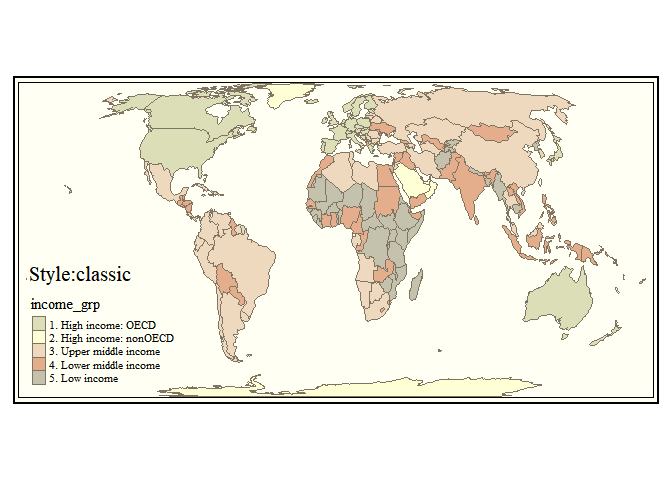 Style:classic
income_grp
1. High income: OECD
2. High income: nonOECD
3. Upper middle income
4. Lower middle income
5. Low income